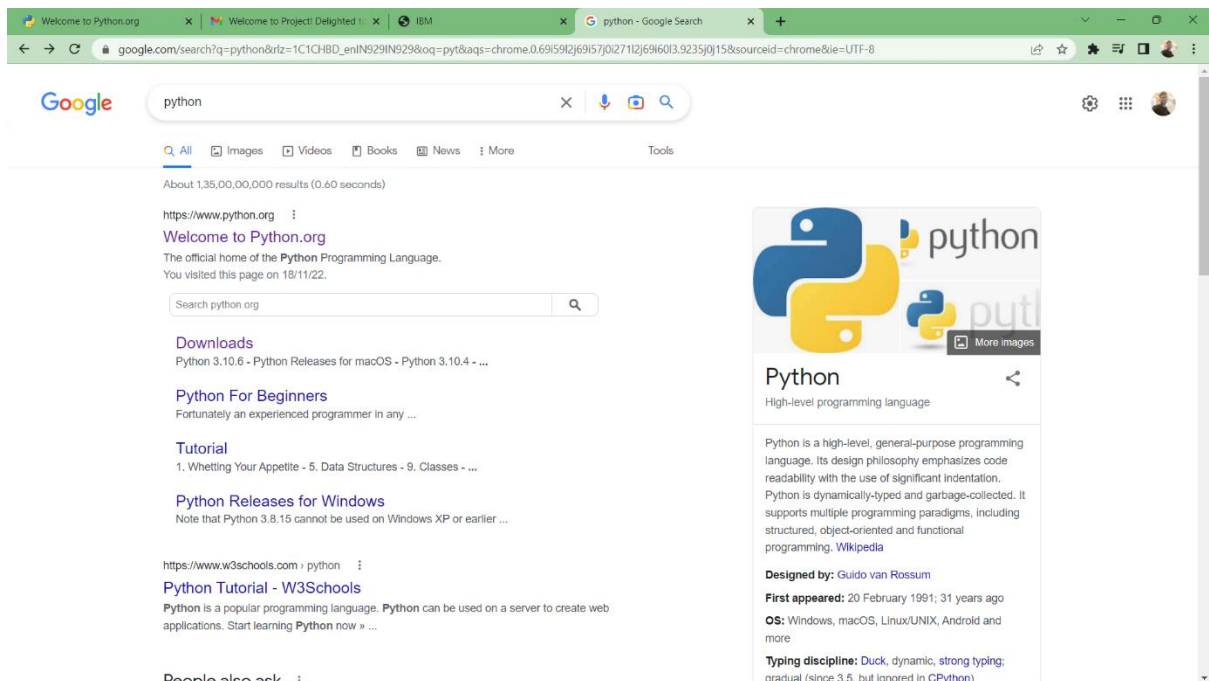 Welcome to Python.org
Welcome to Project! Delighted t
IBM
python - Google Search
google.com/search?q=python&rlz=1C1CHBD_enIN929IN929&oq=pyt&aqs=chrome.0.69i59l2j69i57j0i271l2j69i60l3.9235j0j15&sourceid=chrome&ie=UTF-8
Google
python
All Images Videos Books News More Tools
About 1,35,00,00,000 results (0.60 seconds)
https://www.python.org
Welcome to Python.org
The official home of the Python Programming Language.
You visited this page on 18/11/22.
Search python.org
Downloads
Python 3.10.6 - Python Releases for macOS - Python 3.10.4 - ...
Python For Beginners
Fortunately an experienced programmer in any ...
Tutorial
1. Whetting Your Appetite - 5. Data Structures - 9. Classes - ...
Python Releases for Windows
Note that Python 3.8.15 cannot be used on Windows XP or earlier ...
https://www.w3schools.com › python
Python Tutorial - W3Schools
Python is a popular programming language. Python can be used on a server to create web
applications. Start learning Python now » ...
People also ask
python
pyt
More images
Python
High-level programming language
Python is a high-level, general-purpose programming
language. Its design philosophy emphasizes code
readability with the use of significant indentation.
Python is dynamically-typed and garbage-collected. It
supports multiple programming paradigms, including
structured, object-oriented and functional
programming. Wikipedia
Designed by: Guido van Rossum
First appeared: 20 February 1991; 31 years ago
OS: Windows, macOS, Linux/UNIX, Android and
more
Typing discipline: Duck, dynamic, strong typing;
gradual (since 3.5, but ignored in CPython)